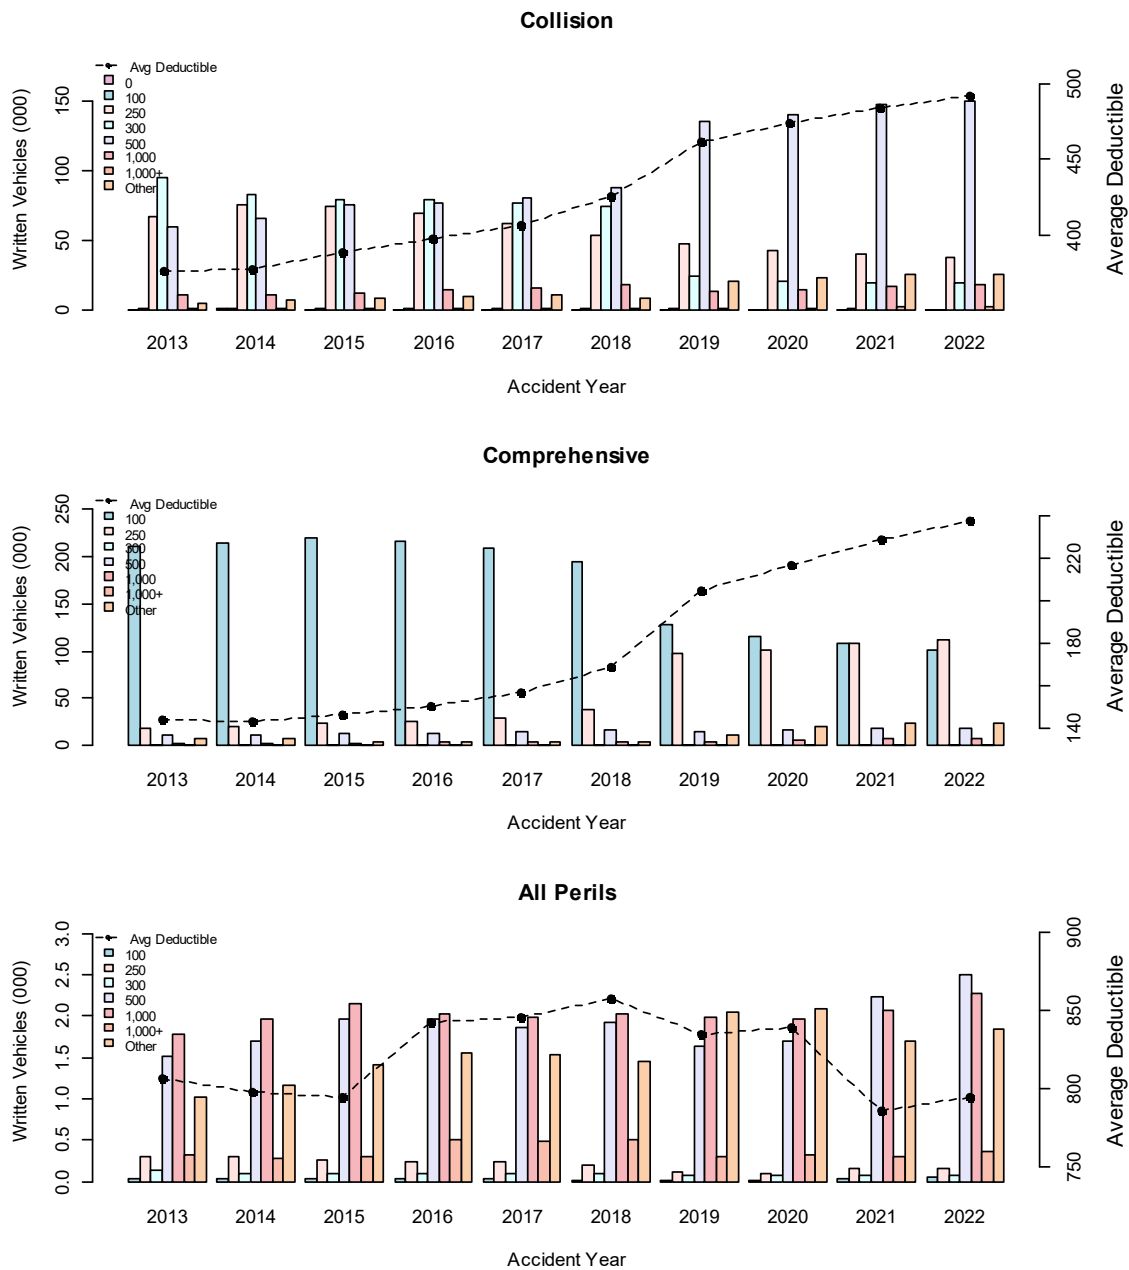 Collision
Written Vehicles (000)
0 50 100 150
Avg Deductible
0
100
250
300
500
1,000
1,000+
Other
400 450 500
Average Deductible
2013 2014 2015 2016 2017 2018 2019 2020 2021 2022
Accident Year
Comprehensive
Written Vehicles (000)
0 50 100 150 200 250
Avg Deductible
100
250
300
500
1,000
1,000+
Other
140 180 220
Average Deductible
2013 2014 2015 2016 2017 2018 2019 2020 2021 2022
Accident Year
All Perils
Written Vehicles (000)
0.0 0.5 1.0 1.5 2.0 2.5 3.0
Avg Deductible
100
250
300
500
1,000
1,000+
Other
750 800 850 900
Average Deductible
2013 2014 2015 2016 2017 2018 2019 2020 2021 2022
Accident Year